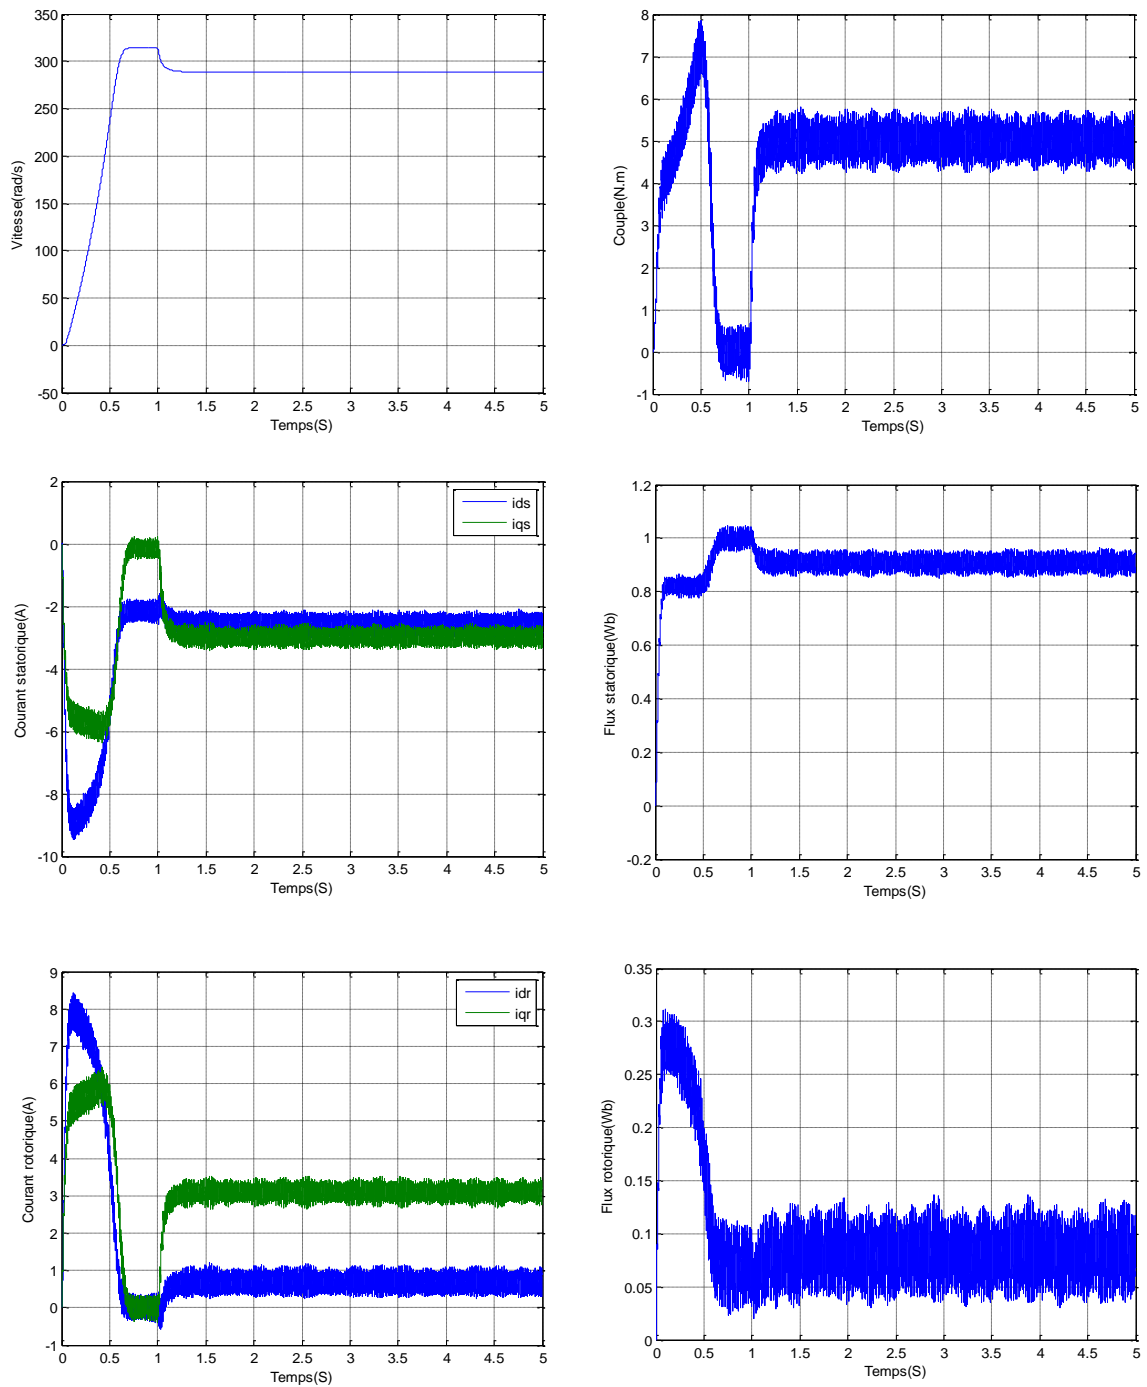 350
300
250
200
150
100
50
0
-50
Vitesse(rad/s)
0 0.5 1 1.5 2 2.5 3 3.5 4 4.5 5
Temps(S)
8
7
6
5
4
3
2
1
0
-1
Couple(N.m)
0 0.5 1 1.5 2 2.5 3 3.5 4 4.5 5
Temps(S)
2
0
-2
-4
-6
-8
-10
Courant statorique(A)
ids
iqs
0 0.5 1 1.5 2 2.5 3 3.5 4 4.5 5
Temps(S)
1.2
1
0.8
0.6
0.4
0.2
0
-0.2
Flux statorique(Wb)
0 0.5 1 1.5 2 2.5 3 3.5 4 4.5 5
Temps(S)
9
8
7
6
5
4
3
2
1
0
-1
Courant rotorique(A)
idr
iqr
0 0.5 1 1.5 2 2.5 3 3.5 4 4.5 5
Temps(S)
0.35
0.3
0.25
0.2
0.15
0.1
0.05
0
Flux rotorique(Wb)
0 0.5 1 1.5 2 2.5 3 3.5 4 4.5 5
Temps(S)